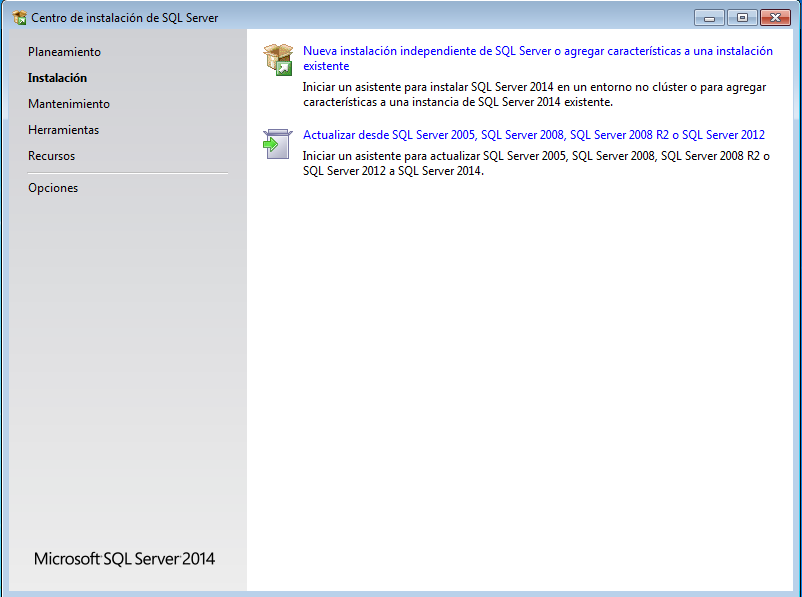 Centro de instalación de SQL Server
Planeamiento
Instalación
Mantenimiento
Herramientas
Recursos
Opciones
Microsoft SQL Server 2014
Nueva instalación independiente de SQL Server o agregar características a una instalación
existente
Iniciar un asistente para instalar SQL Server 2014 en un entorno no clúster o para agregar
características a una instancia de SQL Server 2014 existente.
Actualizar desde SQL Server 2005, SQL Server 2008, SQL Server 2008 R2 o SQL Server 2012
Iniciar un asistente para actualizar SQL Server 2005, SQL Server 2008, SQL Server 2008 R2 o
SQL Server 2012 a SQL Server 2014.